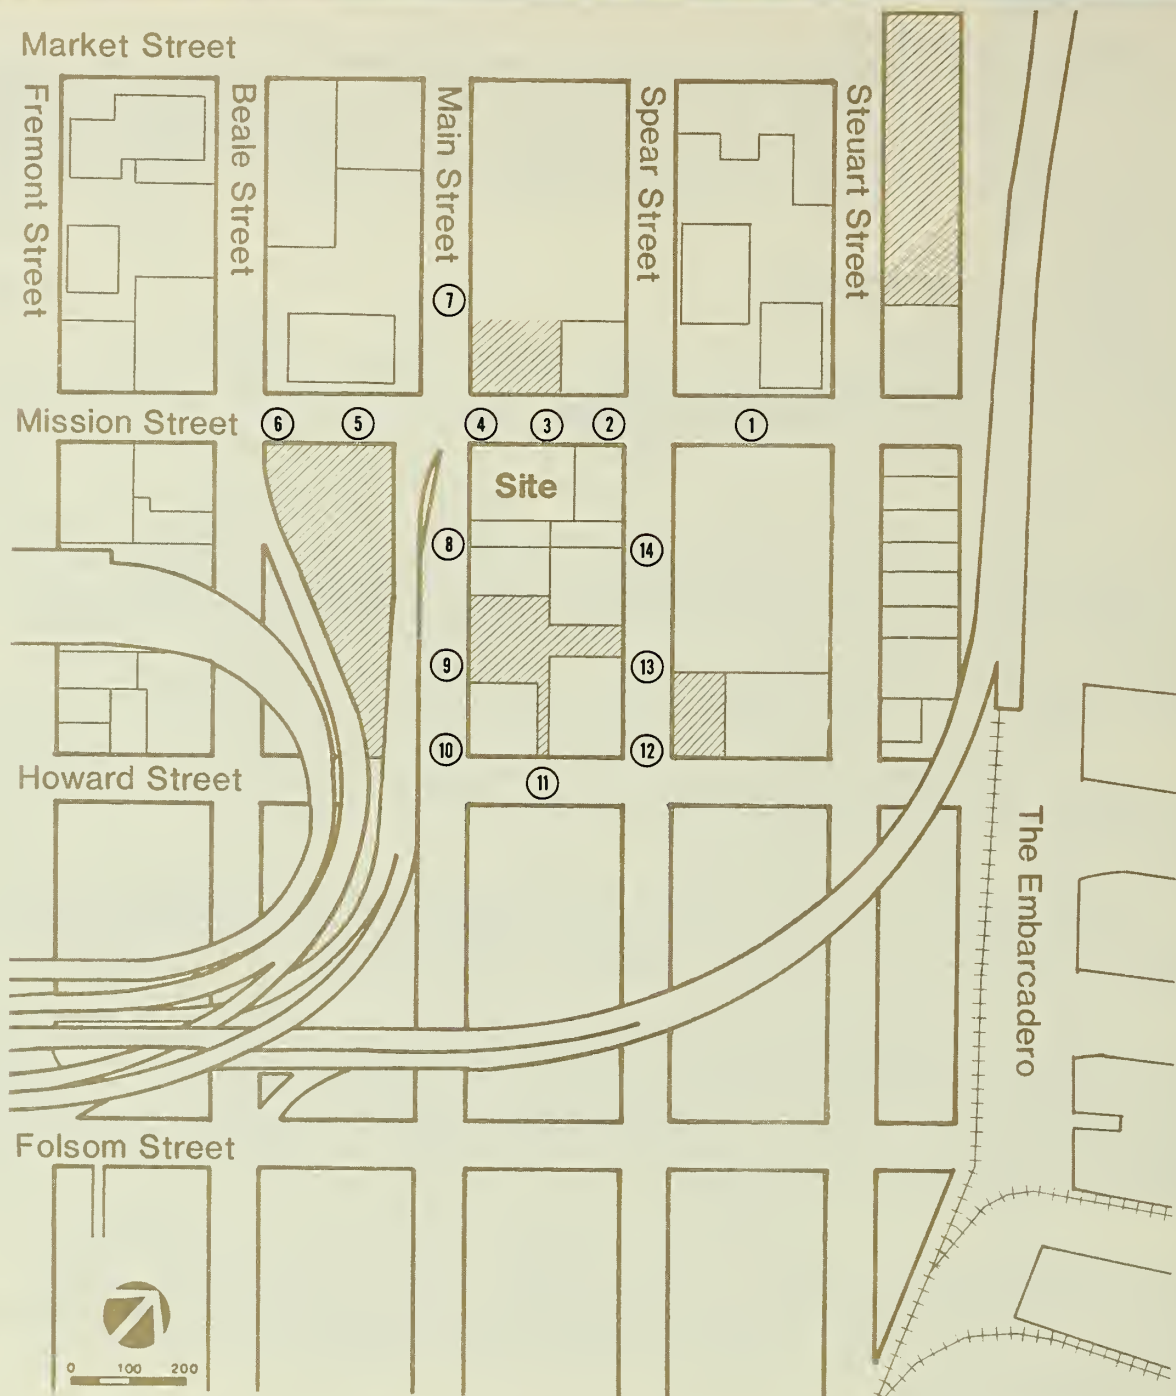 Market Street
Fremont Street
Beale Street
Main Street
Spear Street
Steuart Street
7
Mission Street
6
5
4
3
2
1
Site
8
14
9
13
10
12
11
Howard Street
The Embarcadero
Folsom Street
0 100 200